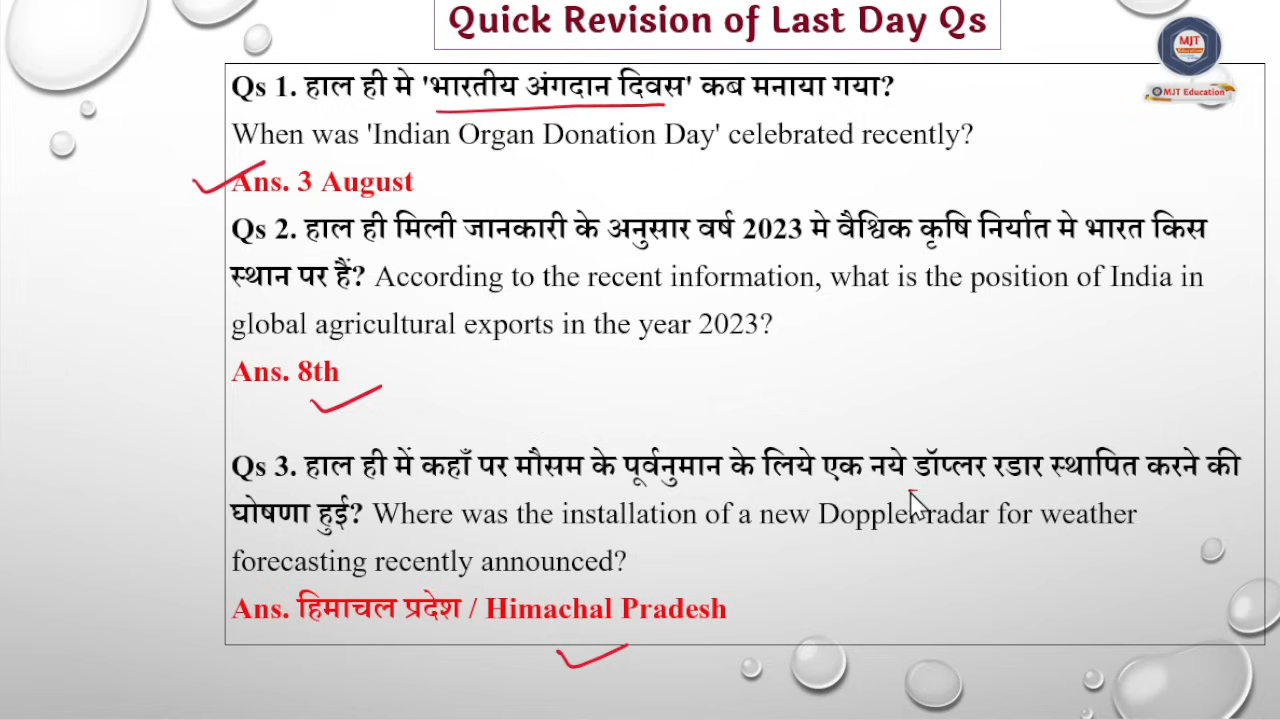 Quick Revision of Last Day Qs
MJT
Education
MJT Education
Qs 1. हाल ही मे 'भारतीय अंगदान दिवस' कब मनाया गया?
When was 'Indian Organ Donation Day' celebrated recently?
Ans. 3 August
Qs 2. हाल ही मिली जानकारी के अनुसार वर्ष 2023 मे वैश्विक कृषि निर्यात मे भारत किस
स्थान पर हैं? According to the recent information, what is the position of India in
global agricultural exports in the year 2023?
Ans. 8th
Qs 3. हाल ही में कहाँ पर मौसम के पूर्वनुमान के लिये एक नये डॉप्लर रडार स्थापित करने की
घोषणा हुई? Where was the installation of a new Doppler radar for weather
forecasting recently announced?
Ans. हिमाचल प्रदेश / Himachal Pradesh